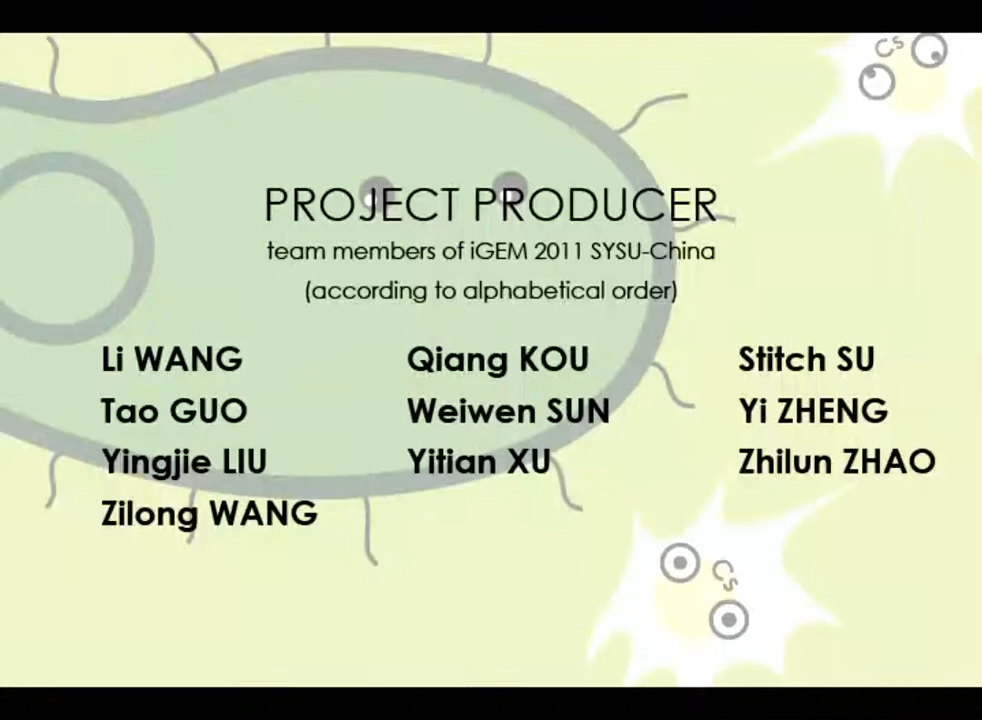 Cs
PROJECT PRODUCER
team members of iGEM 2011 SYSU-China
(according to alphabetical order)
Li WANG Qiang KOU Stitch SU
Tao GUO Weiwen SUN Yi ZHENG
Yingjie LIU Yitian XU Zhilun ZHAO
Zilong WANG
Cs